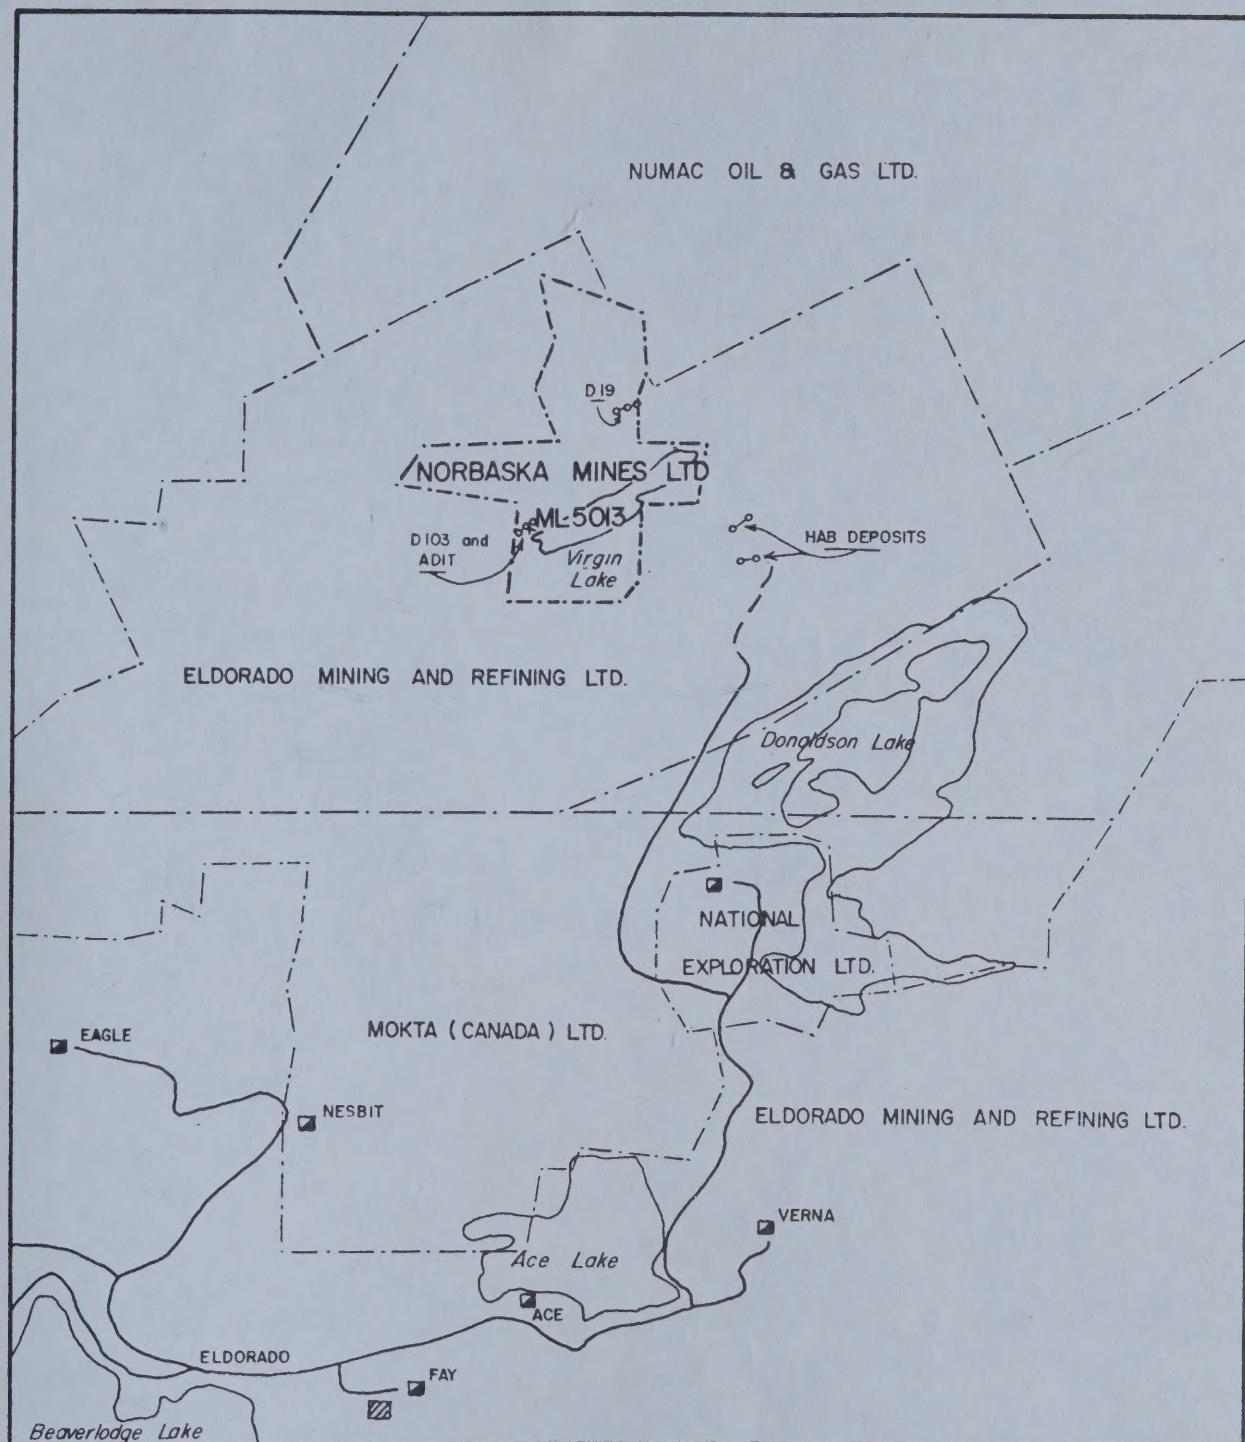 NUMAC OIL & GAS LTD.
D 19
NORBASKA MINES LTD
ML-5013
D 103 and
ADIT
Virgin
Lake
HAB DEPOSITS
ELDORADO MINING AND REFINING LTD.
Donaldson Lake
NATIONAL
EXPLORATION LTD.
MOKTA (CANADA) LTD.
EAGLE
NESBIT
ELDORADO MINING AND REFINING LTD.
VERNA
Ace Lake
ACE
ELDORADO
FAY
Beaverlodge Lake